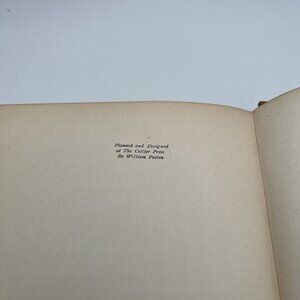 Planned and Designed
at The Collier Press
By William Patten